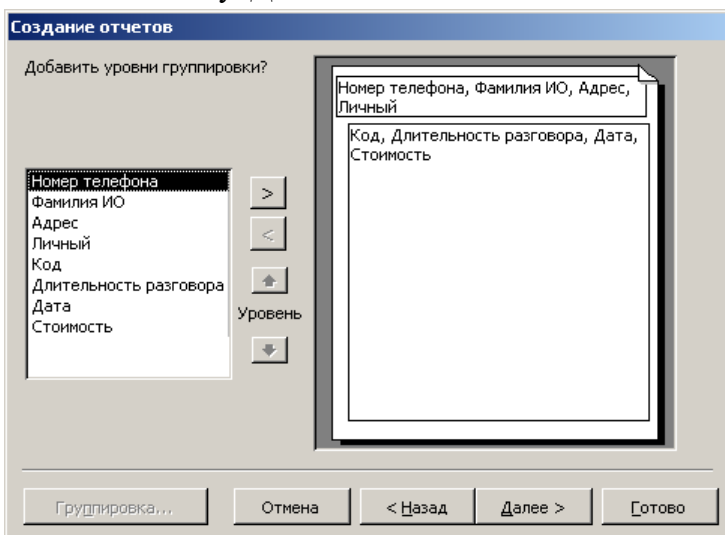 Создание отчетов
Добавить уровни группировки?
Номер телефона
Фамилия ИО
Адрес
Личный
Код
Длительность разговора
Дата
Стоимость
>
<
Уровень
Номер телефона, Фамилия ИО, Адрес,
Личный
Код, Длительность разговора, Дата,
Стоимость
Группировка...
Отмена
< Назад
Далее >
Готово